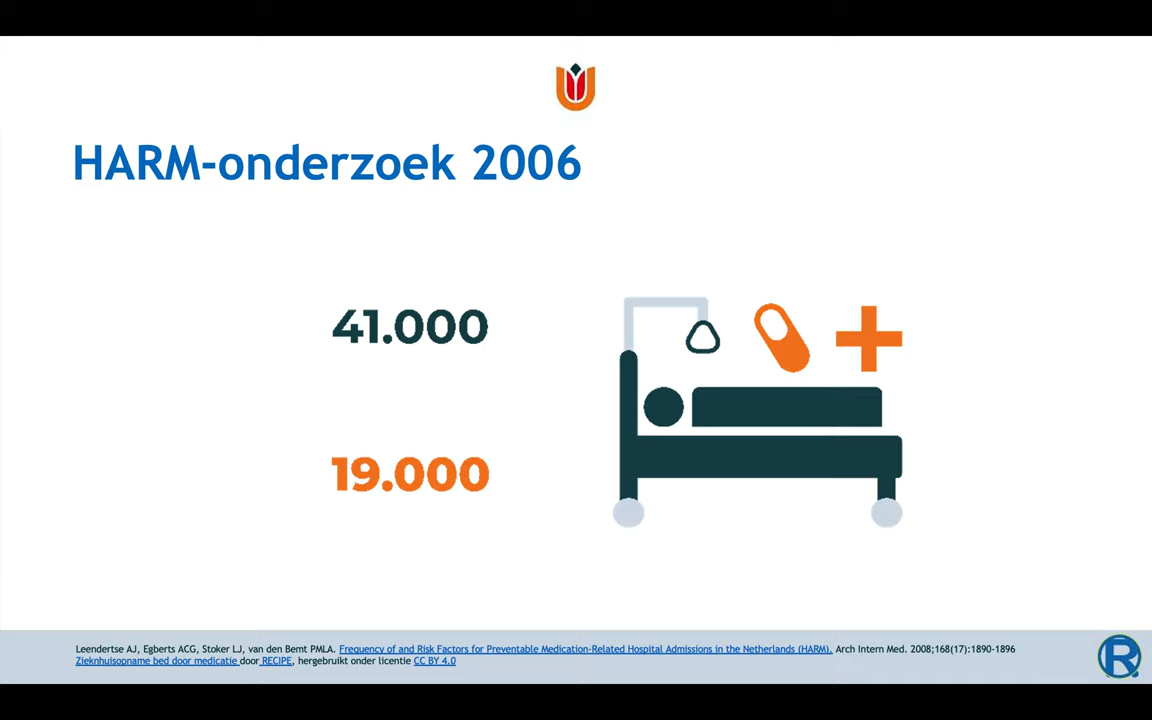 HARM-onderzoek 2006
41.000
19.000
Leendertse AJ, Egberts ACG, Stoker LJ, van den Bemt PMLA. Frequency of and Risk Factors for Preventable Medication-Related Hospital Admissions in the Netherlands (HARM). Arch Intern Med. 2008;168(17):1890-1896
Zieknhuisopname bed door medicatie door RECIPE, hergebruikt onder licentie CC BY 4.0
R